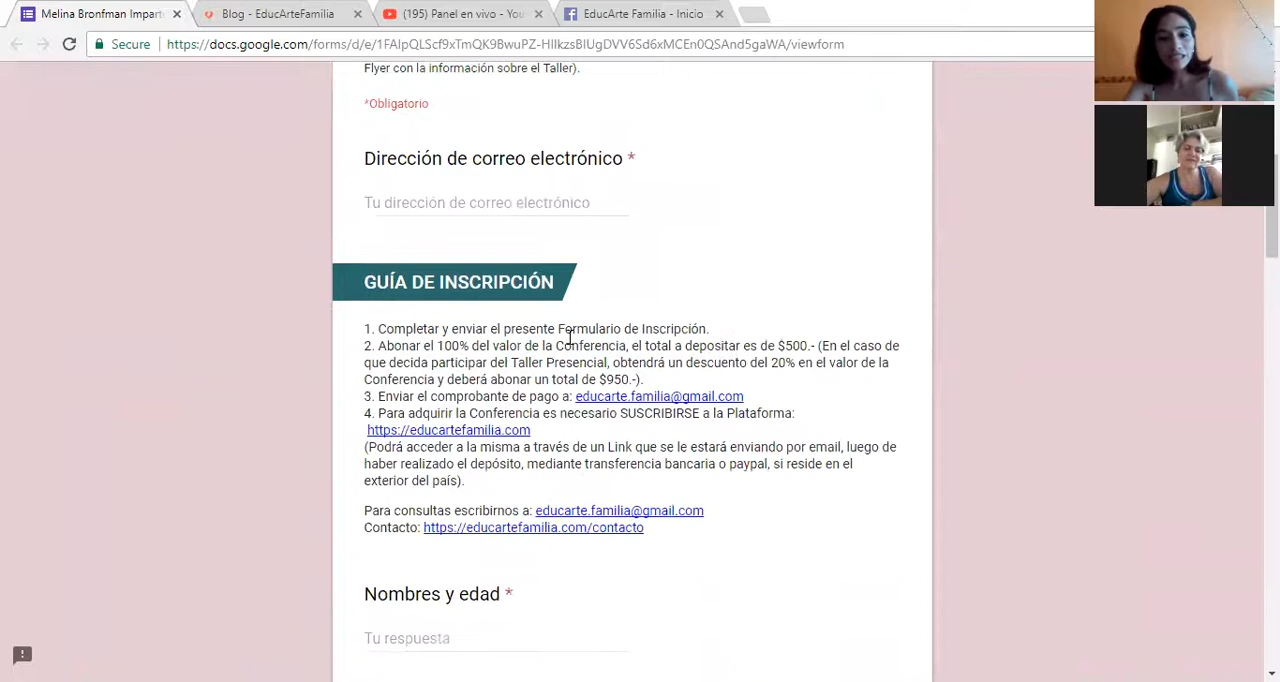 Melina Bronfman Imparte
Blog - EducArteFamilia
(195) Panel en vivo - You
EducArte Familia - Inicio
Secure
https://docs.google.com/forms/d/e/1FAIpQLScf9xTmQK9BwuPZ-HIIkzsBIUgDVV6Sd6xMCEn0QSAnd5gaWA/viewform
Flyer con la información sobre el Taller).
*Obligatorio
Dirección de correo electrónico *
Tu dirección de correo electrónico
GUÍA DE INSCRIPCIÓN
1. Completar y enviar el presente Formulario de Inscripción.
2. Abonar el 100% del valor de la Conferencia, el total a depositar es de $500.- (En el caso de
que decida participar del Taller Presencial, obtendrá un descuento del 20% en el valor de la
Conferencia y deberá abonar un total de $950.-).
3. Enviar el comprobante de pago a: educarte.familia@gmail.com
4. Para adquirir la Conferencia es necesario SUSCRIBIRSE a la Plataforma:
https://educartefamilia.com
(Podrá acceder a la misma a través de un Link que se le estará enviando por email, luego de
haber realizado el depósito, mediante transferencia bancaria o paypal, si reside en el
exterior del país).
Para consultas escribirnos a: educarte.familia@gmail.com
Contacto: https://educartefamilia.com/contacto
Nombres y edad *
Tu respuesta